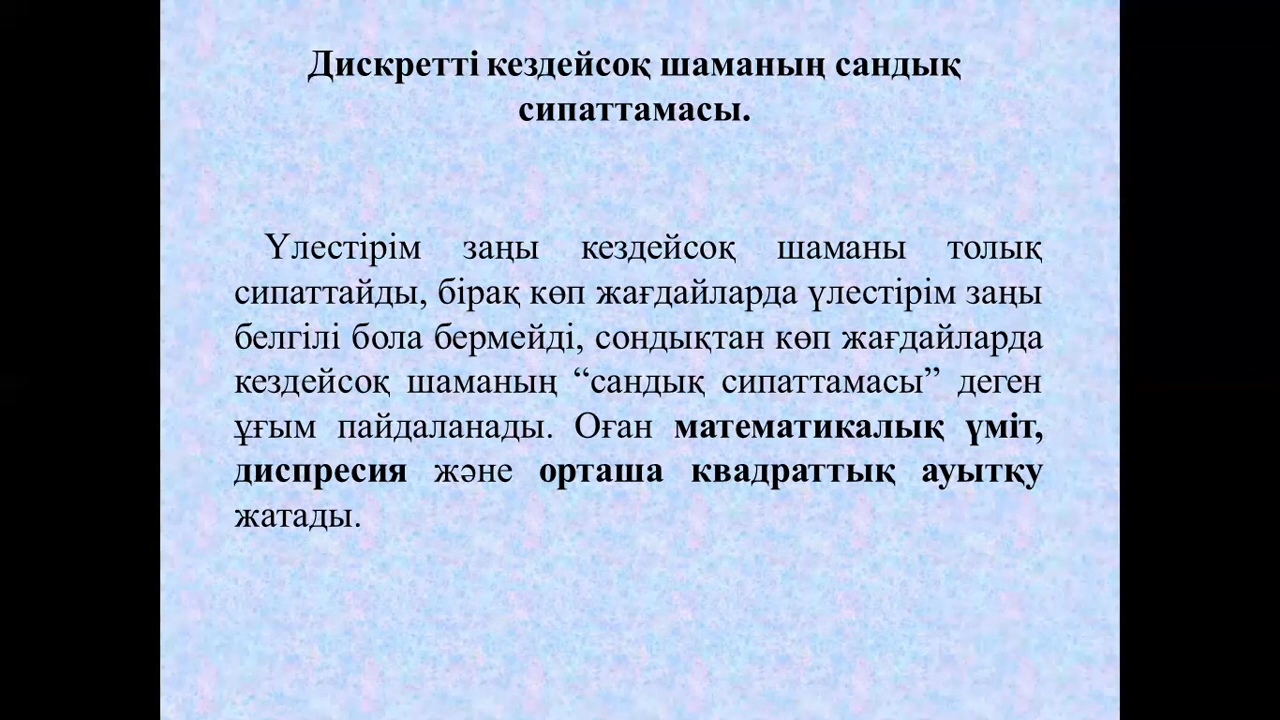 Дискретті кездейсоқ шаманың сандық
сипаттамасы.
Үлестірім заңы кездейсоқ шаманы толық
сипаттайды, бірақ көп жағдайларда үлестірім заңы
белгілі бола бермейді, сондықтан көп жағдайларда
кездейсоқ шаманың “сандық сипаттамасы” деген
ұғым пайдаланады. Оған математикалық үміт,
диспресия және орташа квадраттық ауытқу
жатады.